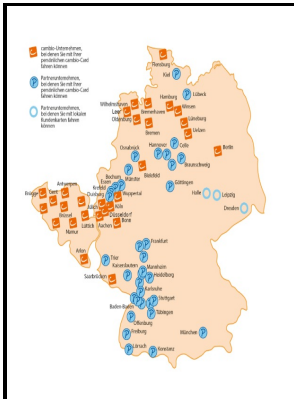 cambio-Unternehmen,
bei denen Sie mit Ihrer
persönlichen cambio-Card
fahren können
Partnerunternehmen,
bei denen Sie mit Ihrer
persönlichen cambio-Card
fahren können
Partnerunternehmen,
bei denen Sie mit lokalen
Kundenkarten fahren
können
Flensburg
Kiel
Lübeck
Hamburg
Wilhelmshaven
Bremerhaven
Winsen
Leer
Oldenburg
Lüneburg
Bremen
Uelzen
Hannover
Celle
Berlin
Osnabrück
Braunschweig
Bielefeld
Münster
Göttingen
Bochum
Essen
Krefeld
Duisburg
Wuppertal
Halle
Leipzig
Dresden
Antwerpen
Brügge
Gent
Jülich
Köln
Düsseldorf
Brüssel
Lüttich
Aachen
Bonn
Namur
Arlon
Trier
Frankfurt
Kaiserslautern
Mannheim
Saarbrücken
Heidelberg
Karlsruhe
Stuttgart
Baden-Baden
Tübingen
Offenburg
Freiburg
München
Lörrach
Konstanz